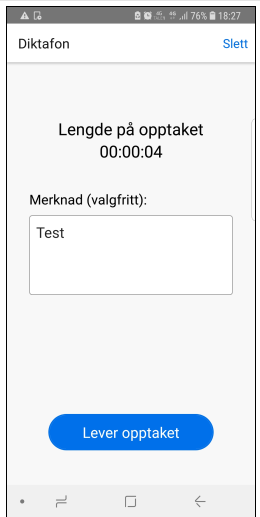 76% 18:27
Diktafon Slett
Lengde på opptaket
00:00:04
Merknad (valgfritt):
Test
Lever opptaket